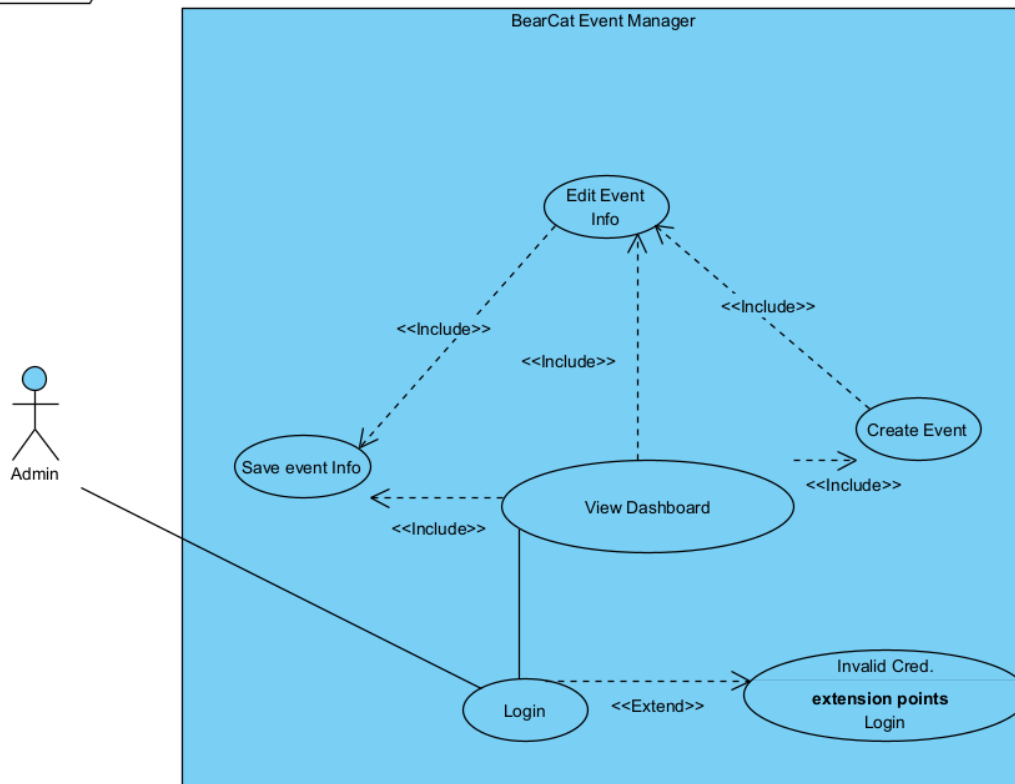 BearCat Event Manager
Edit Event
Info
<<Include>>
<<Include>>
<<Include>>
Admin
Save event Info
Create Event
<<Include>>
View Dashboard
<<Include>>
Invalid Cred.
extension points
Login
Login
<<Extend>>